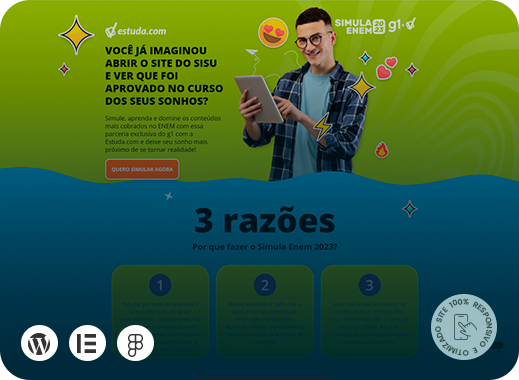 estuda.com
SIMULA
ENEM 2023 g1
VOCÊ JÁ IMAGINOU
ABRIR O SITE DO SISU
E VER QUE FOI
APROVADO NO CURSO
DOS SEUS SONHOS?
Simule, aprenda e domine os conteúdos
mais cobrados no ENEM com essa
parceria exclusiva do g1 com a
Estuda.com e deixe seu sonho mais
próximo de se tornar realidade!
QUERO SIMULAR AGORA
3 razões
Por que fazer o Simula Enem 2023?
1
2
3
SITE 100% RESPONSIVO E OTIMIZADO